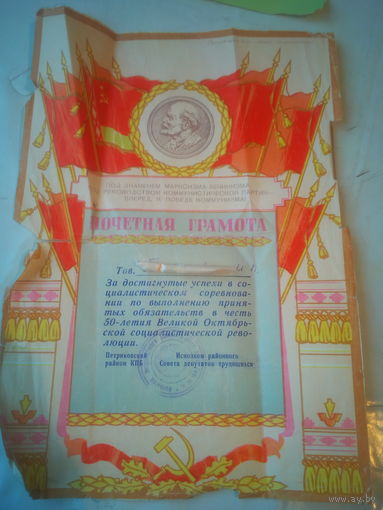 ПОД ЗНАМЕНЕМ МАРКСИЗМА-ЛЕНИНИЗМА
РУКОВОДСТВОМ КОММУНИСТИЧЕСКОЙ ПАРТИИ—
ВПЕРЕД, К ПОБЕДЕ КОММУНИЗМА!
ПОЧЕТНАЯ ГРАМОТА
Тов.
За достигнутые успехи в со-
циалистическом соревнова-
нии по выполнению приня-
тых обязательств в честь
50-летия Великой Октябрь-
ской социалистической рево-
люции.
Петриковский Исполком районного
райком КПБ Совета депутатов трудящихся
www.ay.by